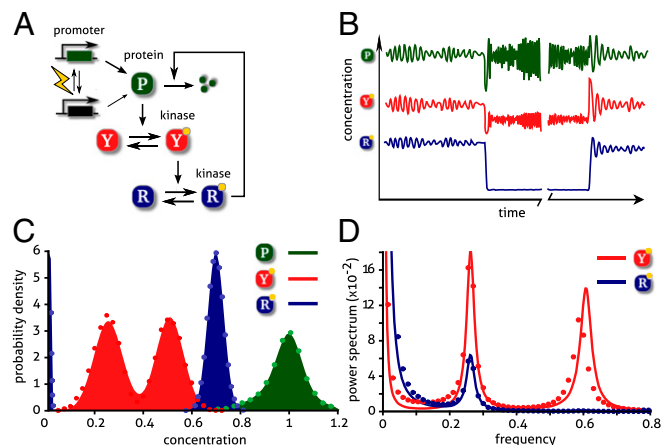 A
promoter
protein
P
kinase
Y
Y
kinase
R
R
B
concentration
P
Y
R
time
C
probability density
6
5
4
3
2
1
0
0
0.2
0.4
0.6
0.8
1
1.2
concentration
P
Y
R
D
power spectrum (x10⁻²)
16
12
8
4
0
0
0.2
0.4
0.6
0.8
frequency
Y
R